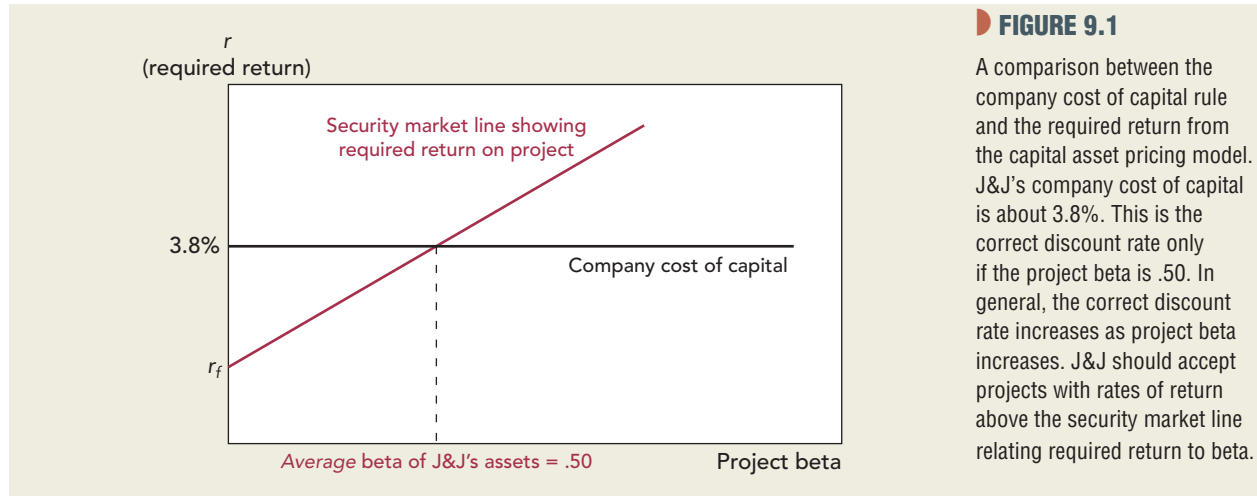 r
(required return)
Security market line showing
required return on project
3.8%
Company cost of capital
rf
Average beta of J&J's assets = .50
Project beta
FIGURE 9.1
A comparison between the
company cost of capital rule
and the required return from
the capital asset pricing model.
J&J's company cost of capital
is about 3.8%. This is the
correct discount rate only
if the project beta is .50. In
general, the correct discount
rate increases as project beta
increases. J&J should accept
projects with rates of return
above the security market line
relating required return to beta.